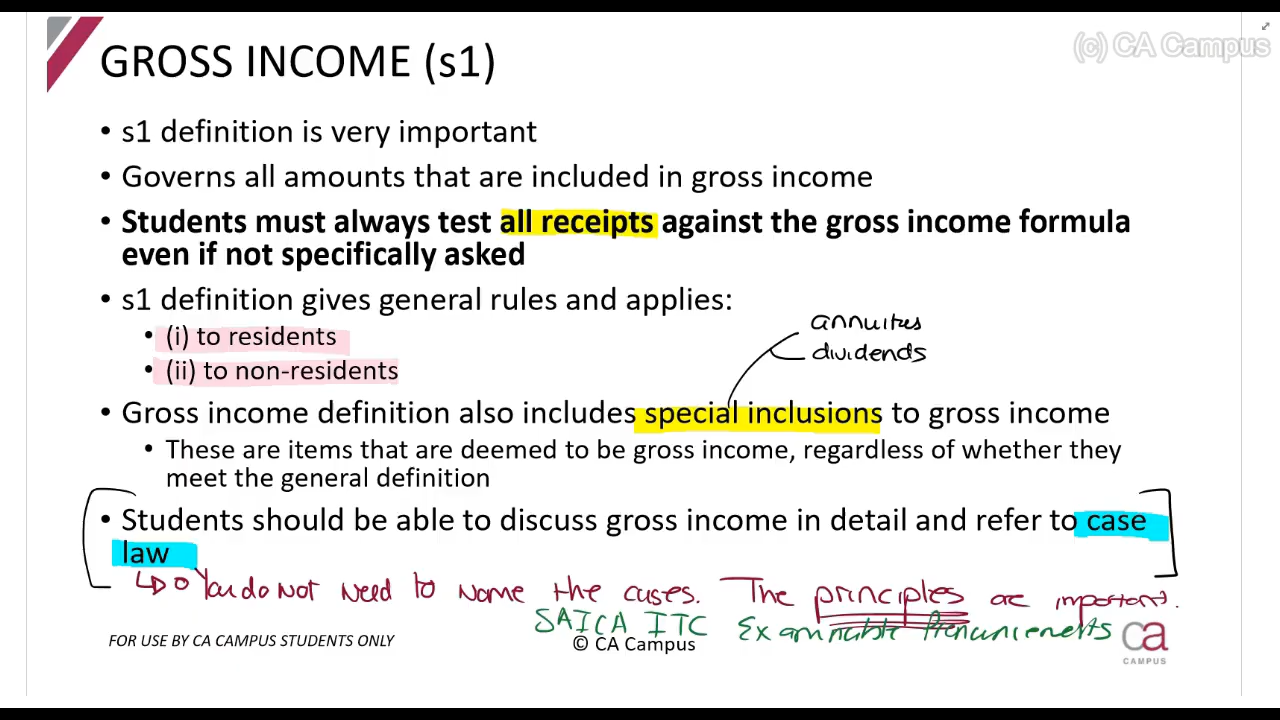 (c) CA Campus
GROSS INCOME (s1)
• s1 definition is very important
• Governs all amounts that are included in gross income
• Students must always test all receipts against the gross income formula
even if not specifically asked
• s1 definition gives general rules and applies:
• (i) to residents
• (ii) to non-residents
annuities
dividends
• Gross income definition also includes special inclusions to gross income
• These are items that are deemed to be gross income, regardless of whether they
meet the general definition
• Students should be able to discuss gross income in detail and refer to case
law
You do not need to name the cases. The principles are important.
SAICA ITC Examinable Pronouncements
FOR USE BY CA CAMPUS STUDENTS ONLY
© CA Campus
ca
CAMPUS